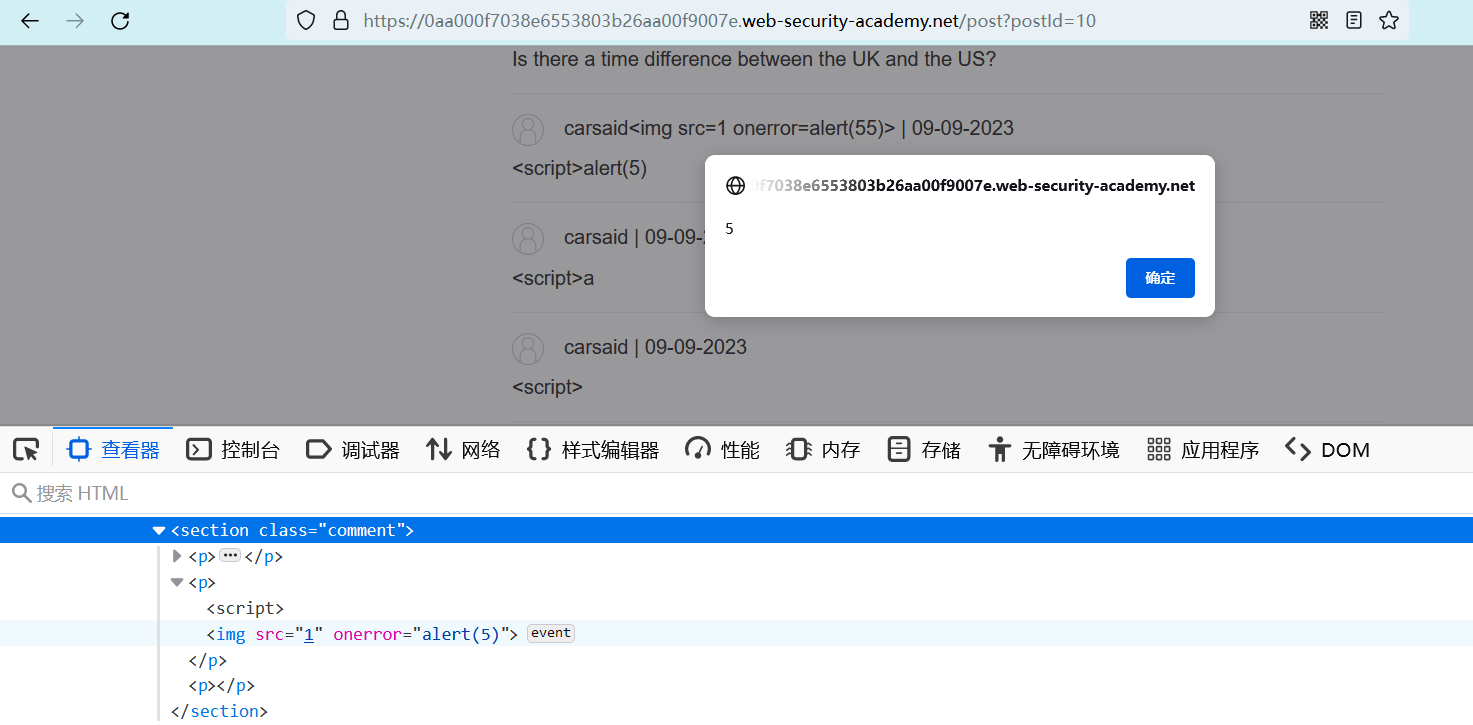 https://0aa000f7038e6553803b26aa00f9007e.web-security-academy.net/post?postId=10
Is there a time difference between the UK and the US?
carsaid<img src=1 onerror=alert(55)> | 09-09-2023
<script>alert(5)
0f7038e6553803b26aa00f9007e.web-security-academy.net
5
确定
carsaid | 09-09-
<script>a
carsaid | 09-09-2023
<script>
查看器 控制台 调试器 网络 {} 样式编辑器 性能 内存 存储 无障碍环境 应用程序 DOM
搜索 HTML
<section class="comment">
<p>···</p>
<p>
<script>
<img src="1" onerror="alert(5)"> event
</p>
<p></p>
</section>